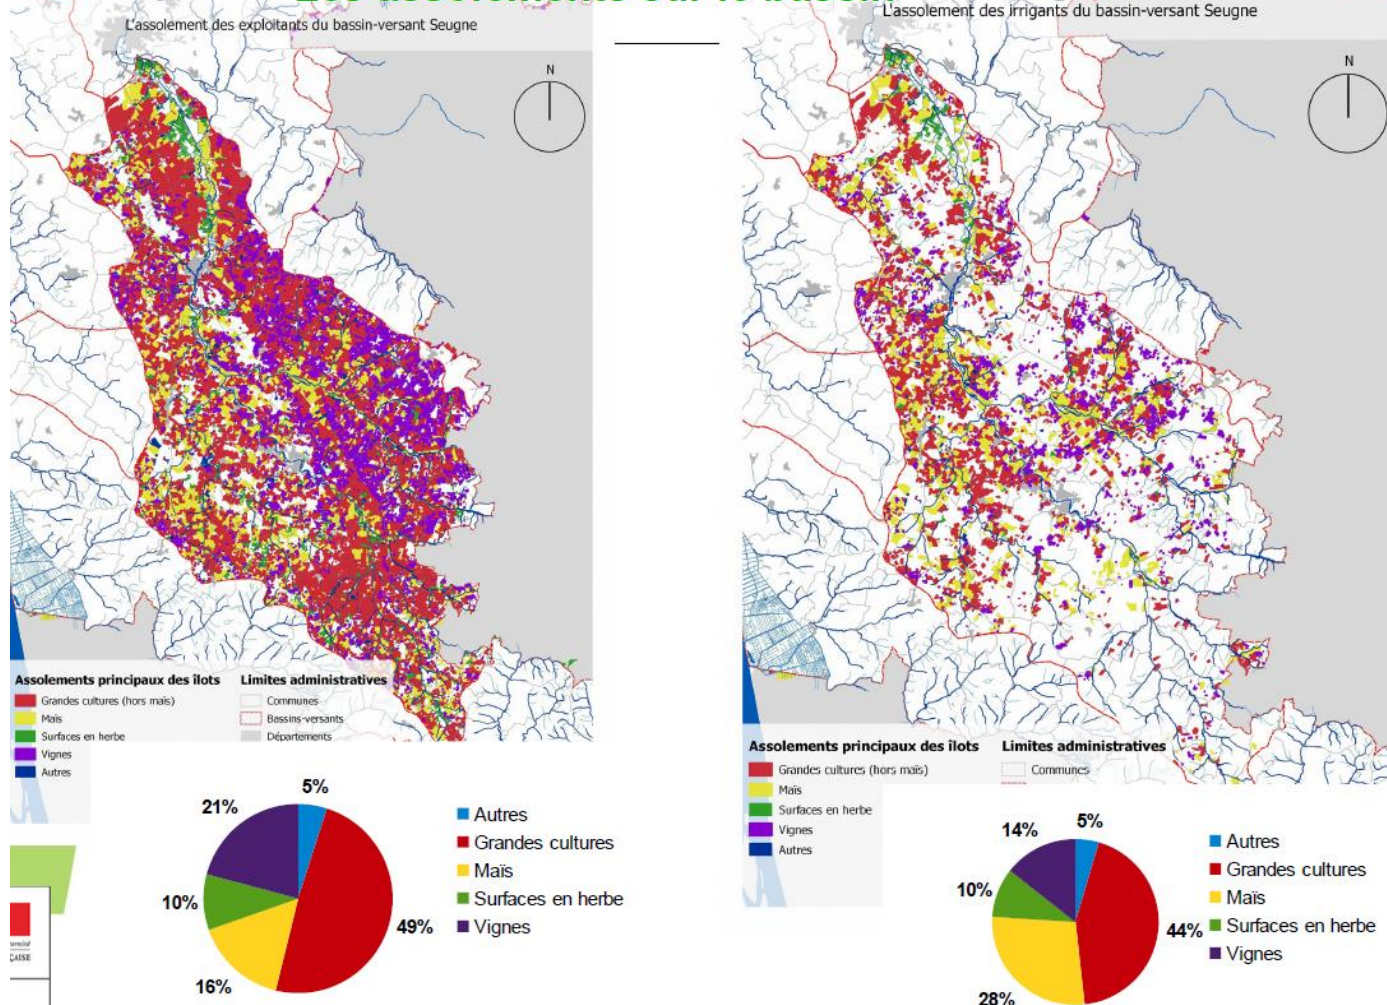 L'assolement des exploitants du bassin-versant Seugne
N
Assolements principaux des îlots
Grandes cultures (hors maïs)
Maïs
Surfaces en herbe
Vignes
Autres
Limites administratives
Communes
Bassins-versants
Départements
5%
21%
10%
16%
49%
Autres
Grandes cultures
Maïs
Surfaces en herbe
Vignes
L'assolement des irrigants du bassin-versant Seugne
N
Assolements principaux des îlots
Grandes cultures (hors maïs)
Maïs
Surfaces en herbe
Vignes
Autres
Limites administratives
Communes
5%
14%
10%
28%
44%
Autres
Grandes cultures
Maïs
Surfaces en herbe
Vignes